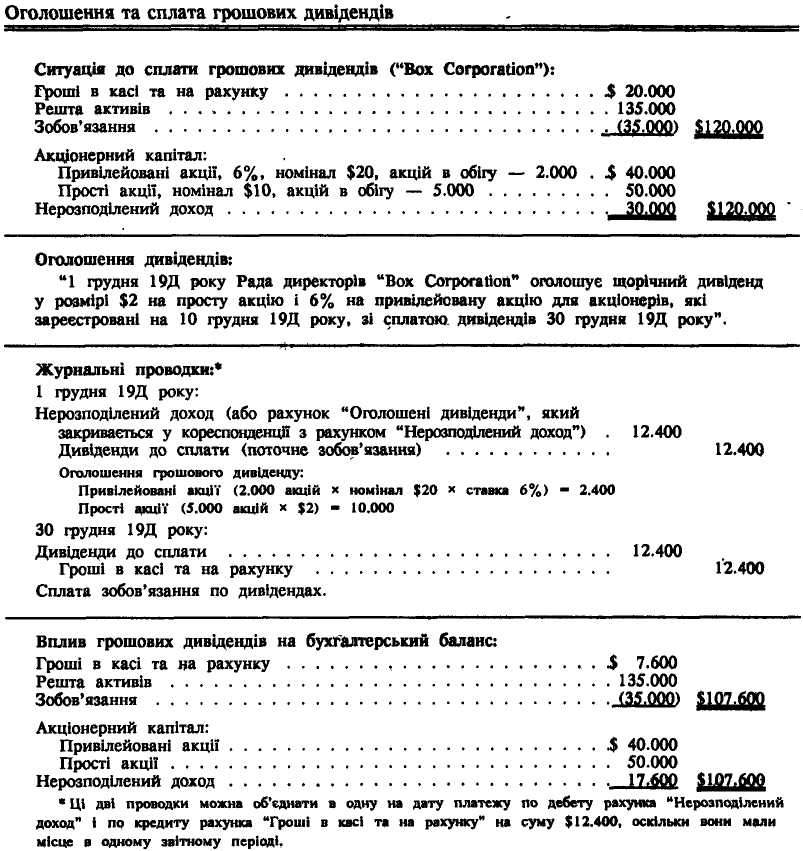 Оголошення та сплата грошових дивідендів
Ситуація до сплати грошових дивідендів (“Box Corporation”):
Гроші в касі та на рахунку . . . . . . . . . . . . . . . . . . . . . . . $ 20.000
Решта активів . . . . . . . . . . . . . . . . . . . . . . . . . . . . . . 135.000
Зобов’язання . . . . . . . . . . . . . . . . . . . . . . . . . . . . . . (35.000) $120.000
Акціонерний капітал:
Привілейовані акції, 6%, номінал $20, акцій в обігу — 2.000 . $ 40.000
Прості акції, номінал $10, акцій в обігу — 5.000 . . . . . . . . . 50.000
Нерозподілений доход . . . . . . . . . . . . . . . . . . . . . . . . . . 30.000 $120.000
Оголошення дивідендів:
“1 грудня 19Д року Рада директорів “Box Corporation” оголошує щорічний дивіденд
у розмірі $2 на просту акцію і 6% на привілейовану акцію для акціонерів, які
зареєстровані на 10 грудня 19Д року, зі сплатою дивідендів 30 грудня 19Д року”.
Журнальні проводки:*
1 грудня 19Д року:
Нерозподілений доход (або рахунок “Оголошені дивіденди”, який
закривається у кореспонденції з рахунком “Нерозподілений доход”) . 12.400
Дивіденди до сплати (поточне зобов’язання) . . . . . . . . . . . . 12.400
Оголошення грошового дивіденду:
Привілейовані акції (2.000 акцій × номінал $20 × ставка 6%) = 2.400
Прості акції (5.000 акцій × $2) = 10.000
30 грудня 19Д року:
Дивіденди до сплати . . . . . . . . . . . . . . . . . . . . . . . . . . . 12.400
Гроші в касі та на рахунку . . . . . . . . . . . . . . . . . . . . . 12.400
Сплата зобов’язання по дивідендах.
Вплив грошових дивідендів на бухгалтерський баланс:
Гроші в касі та на рахунку . . . . . . . . . . . . . . . . . . . . . . . $ 7.600
Решта активів . . . . . . . . . . . . . . . . . . . . . . . . . . . . . . 135.000
Зобов’язання . . . . . . . . . . . . . . . . . . . . . . . . . . . . . . (35.000) $107.600
Акціонерний капітал:
Привілейовані акції . . . . . . . . . . . . . . . . . . . . . . . . . . . $ 40.000
Прості акції . . . . . . . . . . . . . . . . . . . . . . . . . . . . . . . 50.000
Нерозподілений доход . . . . . . . . . . . . . . . . . . . . . . . . . . 17.600 $107.600
* Ці дві проводки можна об’єднати в одну на дату платежу по дебету рахунка “Нерозподілений
доход” і по кредиту рахунка “Гроші в касі та на рахунку” на суму $12.400, оскільки вони мали
місце в одному звітному періоді.